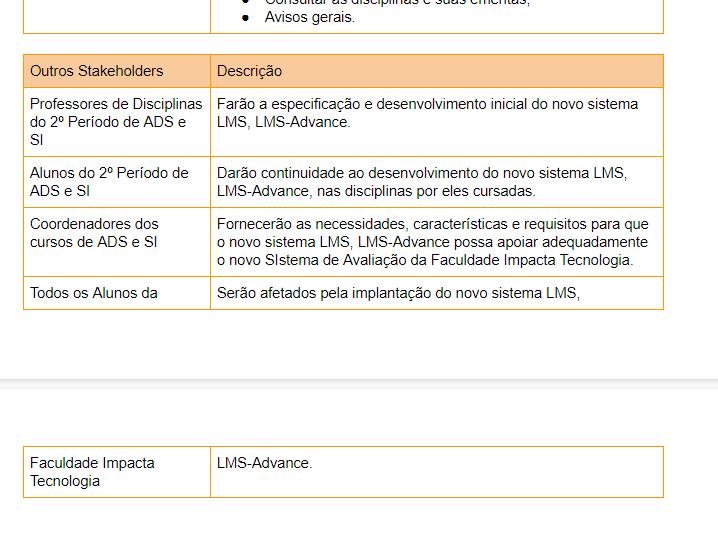 Consultar as disciplinas e suas ementas;
Avisos gerais.
Outros Stakeholders
Descrição
Professores de Disciplinas
do 2º Período de ADS e
SI
Farão a especificação e desenvolvimento inicial do novo sistema
LMS, LMS-Advance.
Alunos do 2º Período de
ADS e SI
Darão continuidade ao desenvolvimento do novo sistema LMS,
LMS-Advance, nas disciplinas por eles cursadas.
Coordenadores dos
cursos de ADS e SI
Fornecerão as necessidades, características e requisitos para que
o novo sistema LMS, LMS-Advance possa apoiar adequadamente
o novo SIstema de Avaliação da Faculdade Impacta Tecnologia.
Todos os Alunos da
Serão afetados pela implantação do novo sistema LMS,
Faculdade Impacta
Tecnologia
LMS-Advance.